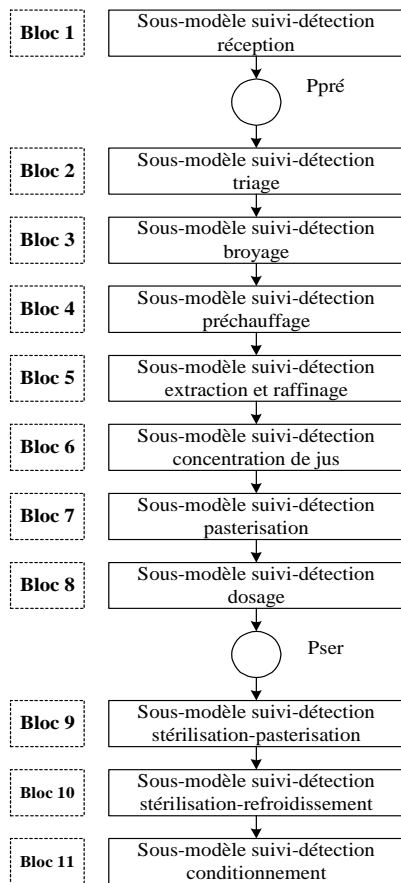 Bloc 1
Sous-modèle suivi-détection
réception
Ppré
Bloc 2
Sous-modèle suivi-détection
triage
Bloc 3
Sous-modèle suivi-détection
broyage
Bloc 4
Sous-modèle suivi-détection
préchauffage
Bloc 5
Sous-modèle suivi-détection
extraction et raffinage
Bloc 6
Sous-modèle suivi-détection
concentration de jus
Bloc 7
Sous-modèle suivi-détection
pasterisation
Bloc 8
Sous-modèle suivi-détection
dosage
Pser
Bloc 9
Sous-modèle suivi-détection
stérilisation-pasterisation
Bloc 10
Sous-modèle suivi-détection
stérilisation-refroidissement
Bloc 11
Sous-modèle suivi-détection
conditionnement